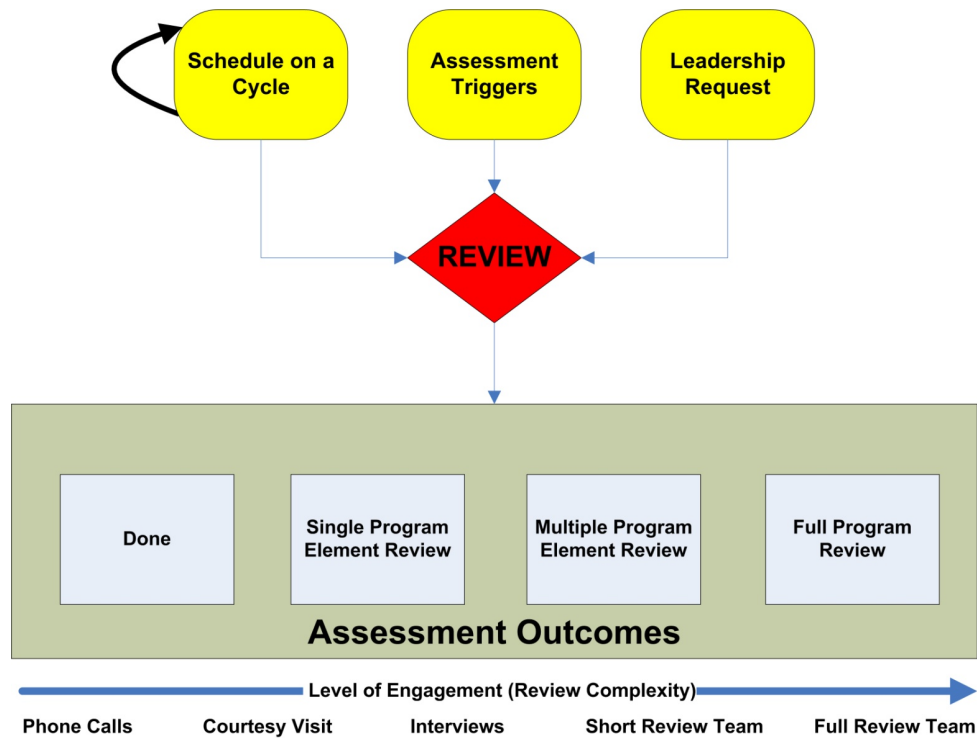 Schedule on a
Cycle
Assessment
Triggers
Leadership
Request
REVIEW
Done
Single Program
Element Review
Multiple Program
Element Review
Full Program
Review
Assessment Outcomes
Level of Engagement (Review Complexity)
Phone Calls
Courtesy Visit
Interviews
Short Review Team
Full Review Team